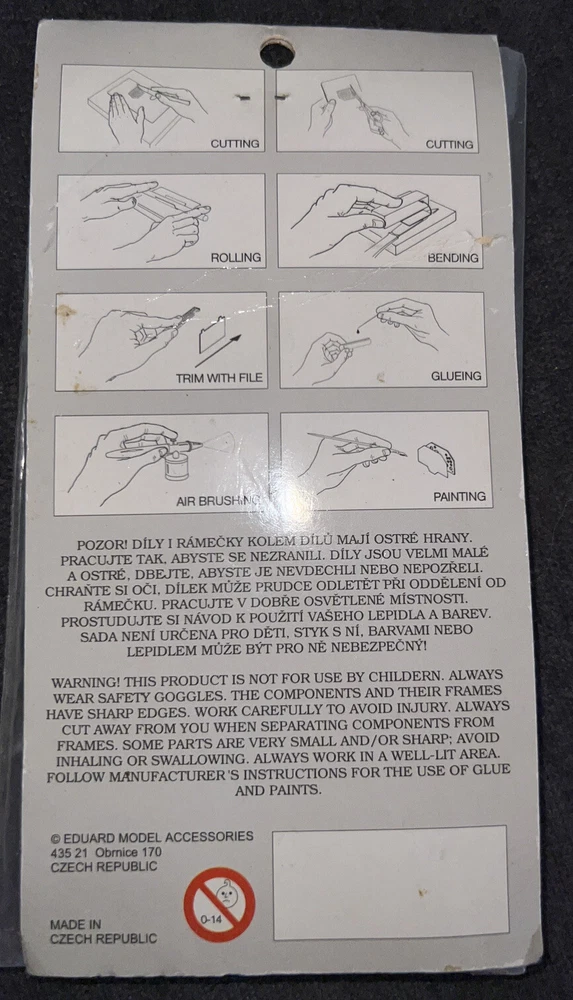 CUTTING
CUTTING
ROLLING
BENDING
TRIM WITH FILE
GLUEING
AIR BRUSHING
PAINTING
POZOR! DÍLY I RÁMEČKY KOLEM DÍLŮ MAJÍ OSTRÉ HRANY.
PRACUJTE TAK, ABYSTE SE NEZRANILI. DÍLY JSOU VELMI MALÉ
A OSTRÉ, DBEJTE, ABYSTE JE NEVDECHLI NEBO NEPOZŘELI.
CHRAŇTE SI OČI, DÍLEK MŮŽE PRUDCE ODLETĚT PŘI ODDĚLENÍ OD
RÁMEČKU. PRACUJTE V DOBŘE OSVĚTLENÉ MÍSTNOSTI.
PROSTUDUJTE SI NÁVOD K POUŽITÍ VAŠEHO LEPIDLA A BAREV.
SADA NENÍ URČENA PRO DĚTI, STYK S NÍ, BARVAMI NEBO
LEPIDLEM MŮŽE BÝT PRO NĚ NEBEZPEČNÝ!
WARNING! THIS PRODUCT IS NOT FOR USE BY CHILDERN. ALWAYS
WEAR SAFETY GOGGLES. THE COMPONENTS AND THEIR FRAMES
HAVE SHARP EDGES. WORK CAREFULLY TO AVOID INJURY. ALWAYS
CUT AWAY FROM YOU WHEN SEPARATING COMPONENTS FROM
FRAMES. SOME PARTS ARE VERY SMALL AND/OR SHARP; AVOID
INHALING OR SWALLOWING. ALWAYS WORK IN A WELL-LIT AREA.
FOLLOW MANUFACTURER'S INSTRUCTIONS FOR THE USE OF GLUE
AND PAINTS.
© EDUARD MODEL ACCESSORIES
435 21 Obrnice 170
CZECH REPUBLIC
0-14
MADE IN
CZECH REPUBLIC